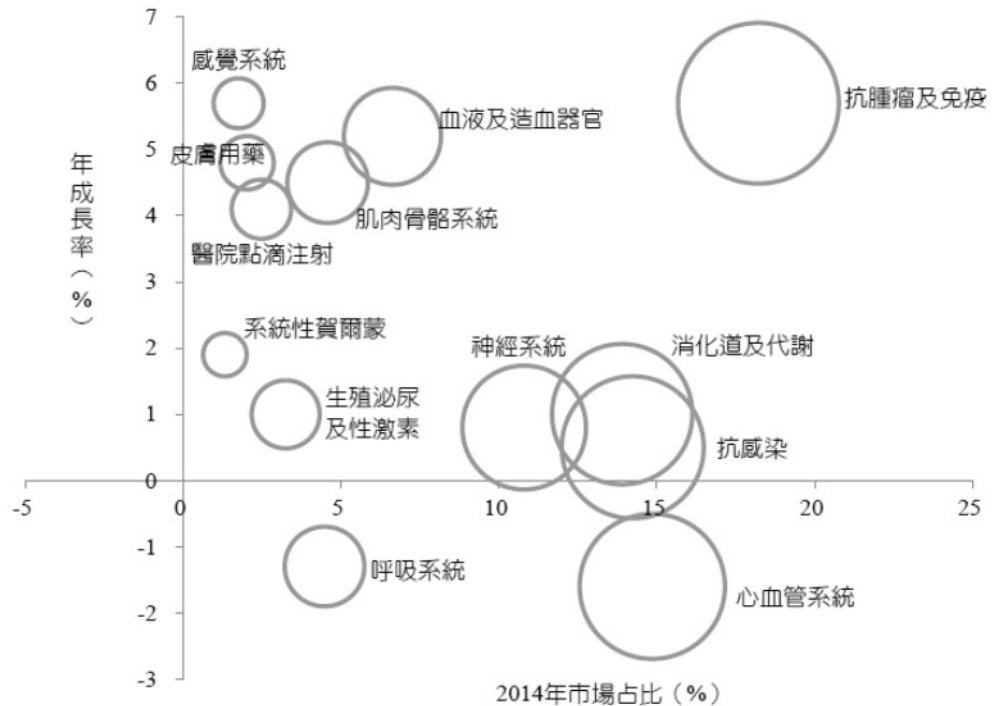 7
感覺系統
6
抗腫瘤及免疫
血液及造血器官
5
皮膚用藥
年成長率（%）
4
肌肉骨骼系統
醫院點滴注射
3
系統性賀爾蒙
2
神經系統
消化道及代謝
生殖泌尿
及性激素
1
抗感染
0
-5
0
5
10
15
20
25
-1
呼吸系統
心血管系統
-2
-3
2014年市場占比（%）